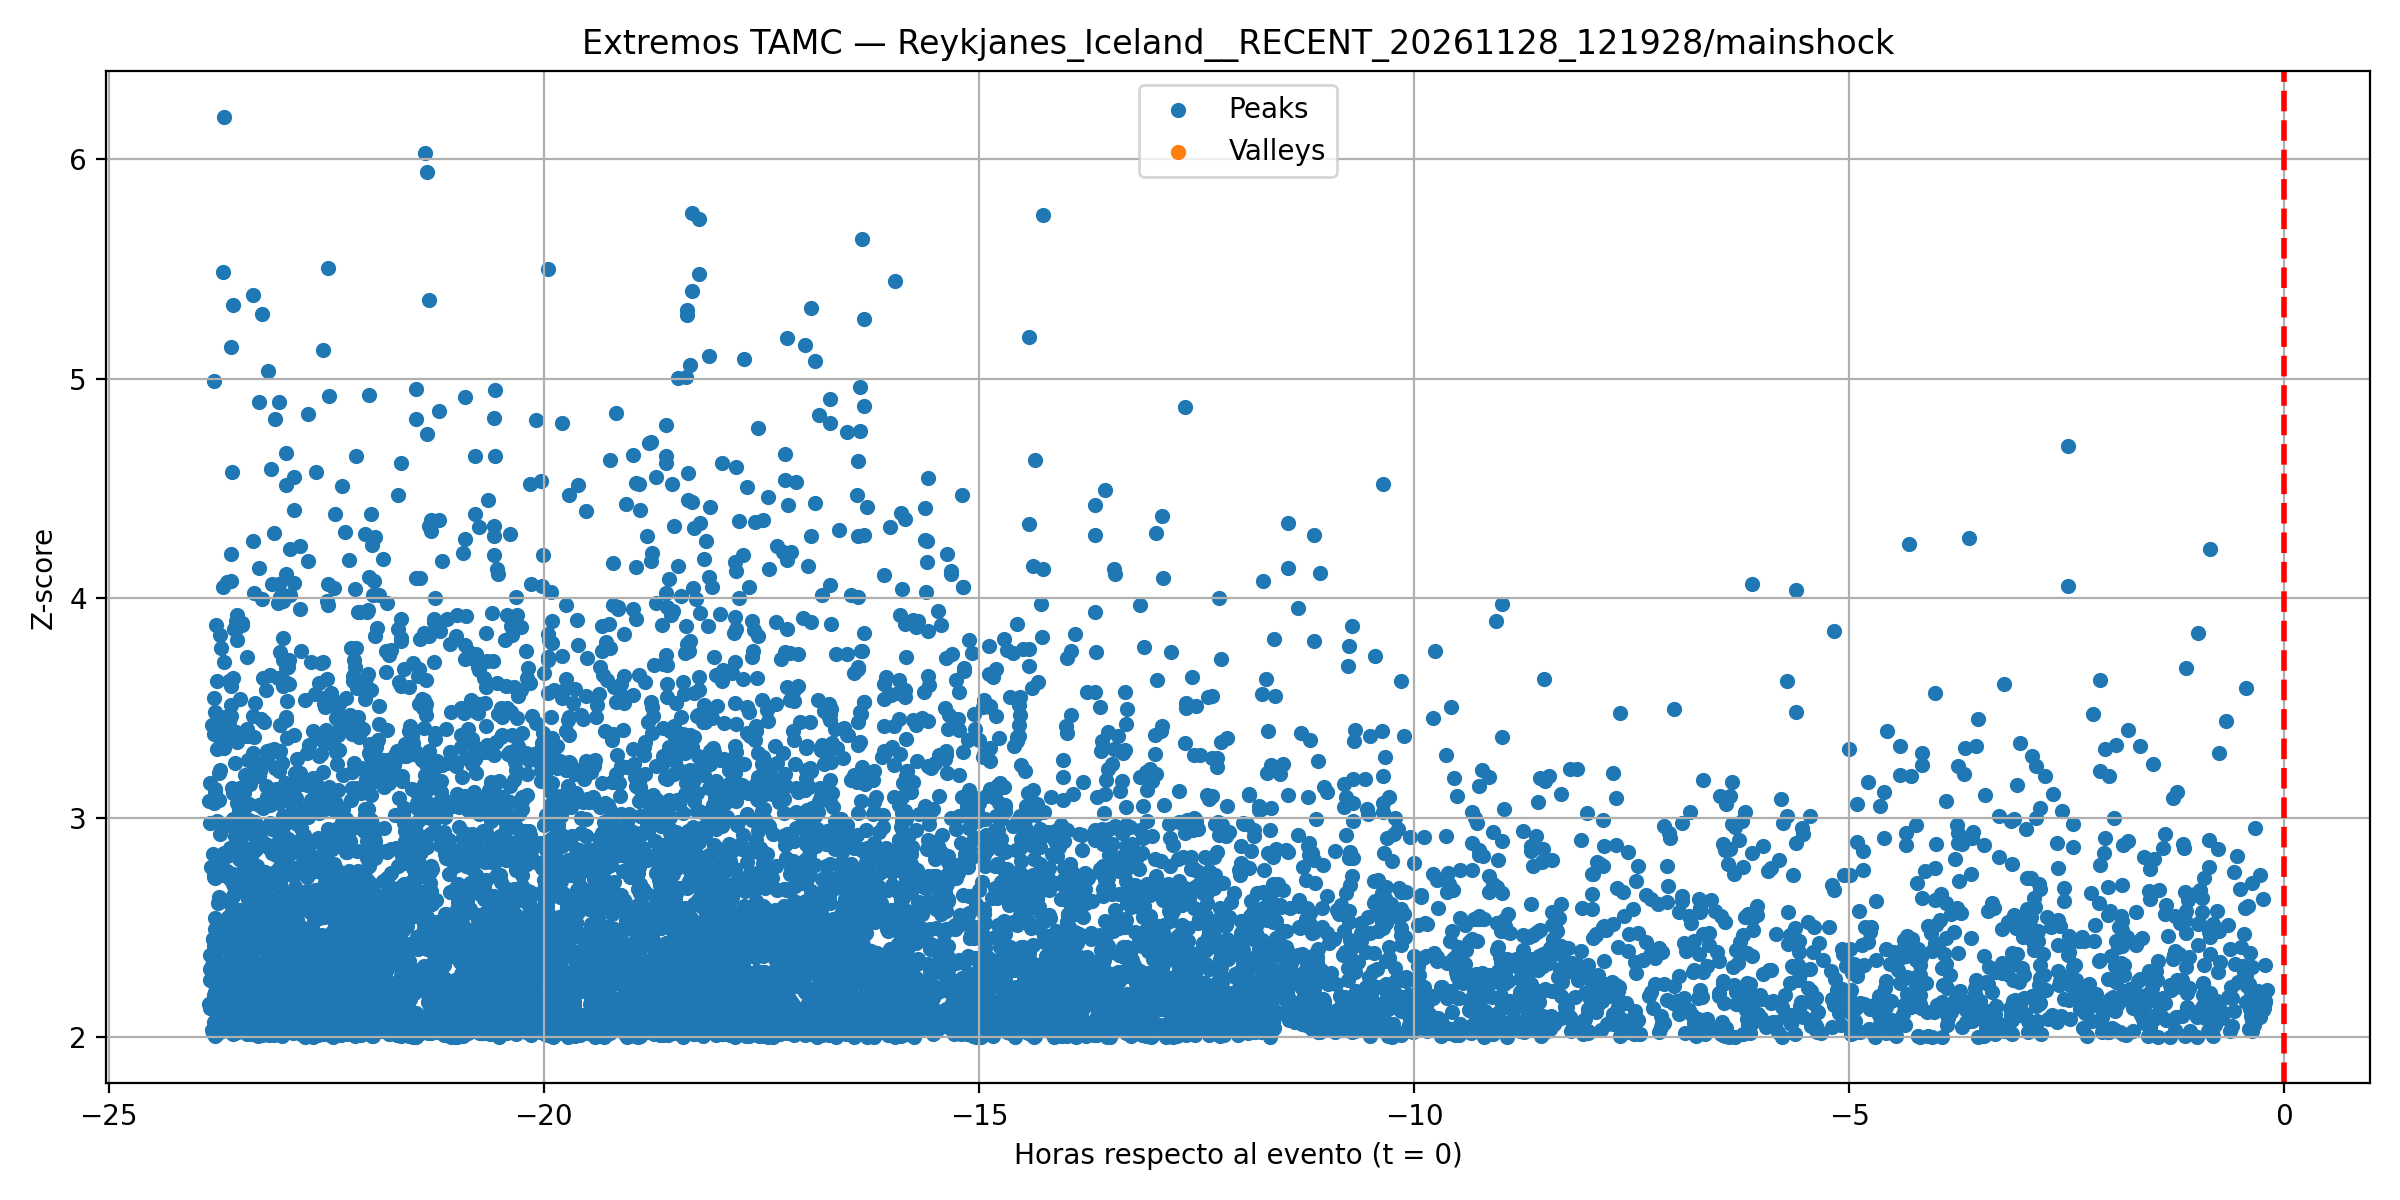 Extremos TAMC — Reykjanes_Iceland__RECENT_20261128_121928/mainshock
Peaks
Valleys
Z-score
6
5
4
3
2
−25 −20 −15 −10 −5 0
Horas respecto al evento (t = 0)